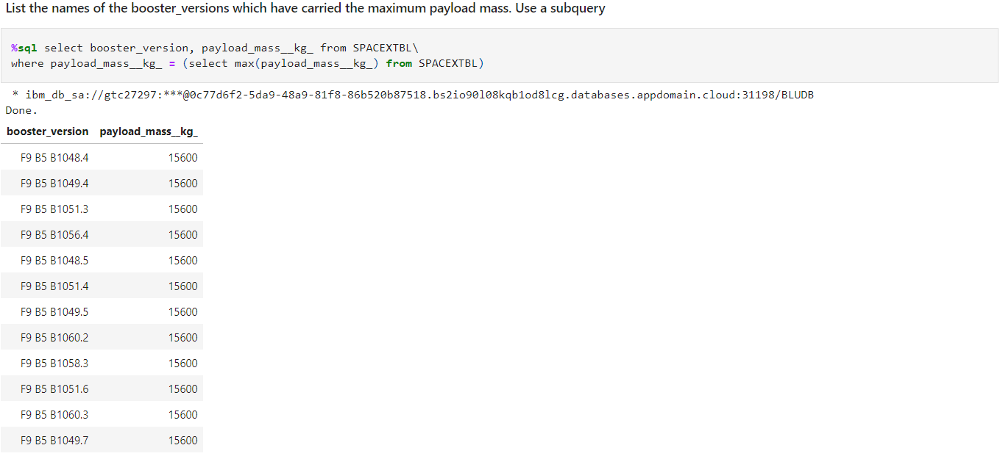 List the names of the booster_versions which have carried the maximum payload mass. Use a subquery
%sql select booster_version, payload_mass__kg_ from SPACEXTBL\
where payload_mass__kg_ = (select max(payload_mass__kg_) from SPACEXTBL)
* ibm_db_sa://gtc27297:***@0c77d6f2-5da9-48a9-81f8-86b520b87518.bs2io90l08kqb1od8lcg.databases.appdomain.cloud:31198/BLUDB
Done.
booster_version payload_mass__kg_
F9 B5 B1048.4 15600
F9 B5 B1049.4 15600
F9 B5 B1051.3 15600
F9 B5 B1056.4 15600
F9 B5 B1048.5 15600
F9 B5 B1051.4 15600
F9 B5 B1049.5 15600
F9 B5 B1060.2 15600
F9 B5 B1058.3 15600
F9 B5 B1051.6 15600
F9 B5 B1060.3 15600
F9 B5 B1049.7 15600